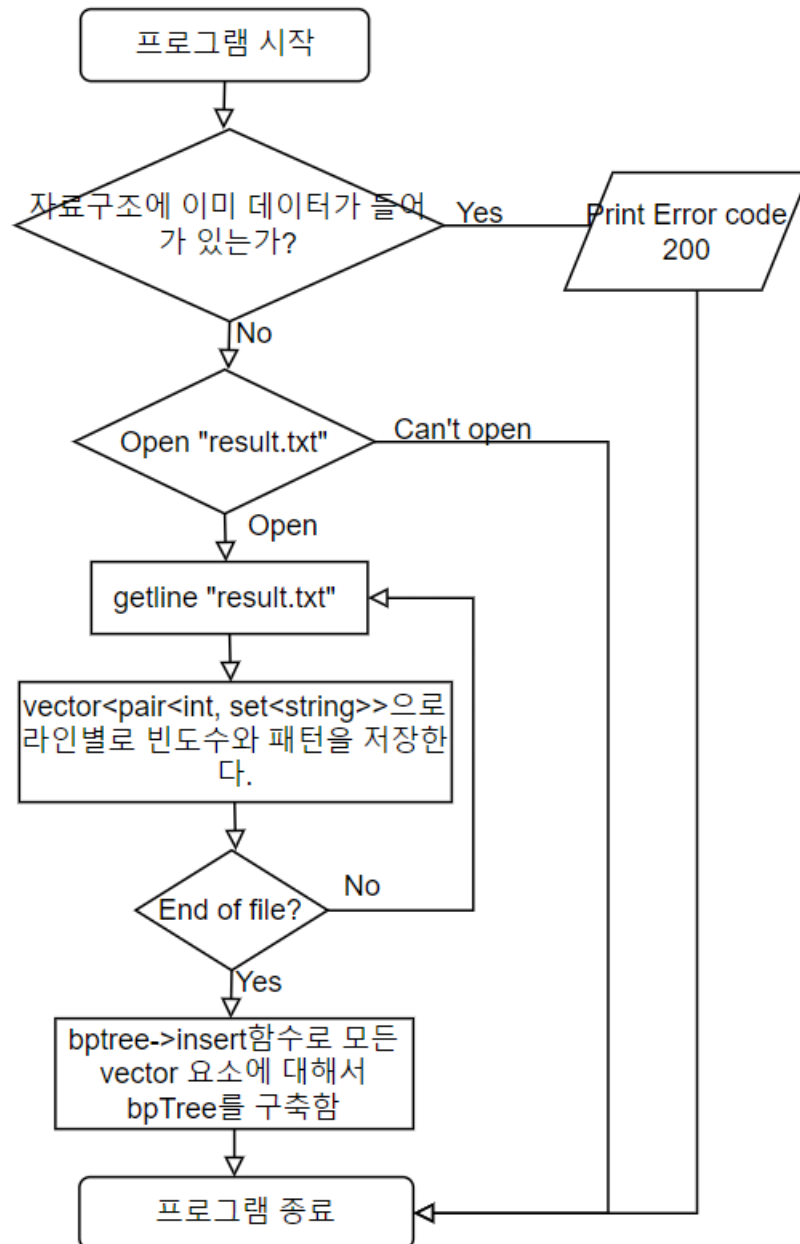 프로그램 시작
자료구조에 이미 데이터가 들어
가 있는가?
Yes
Print Error code
200
No
Open "result.txt"
Can't open
Open
getline "result.txt"
vector<pair<int, set<string>>으로
라인별로 빈도수와 패턴을 저장한
다.
End of file?
No
Yes
bptree->insert함수로 모든
vector 요소에 대해서
bpTree를 구축함
프로그램 종료